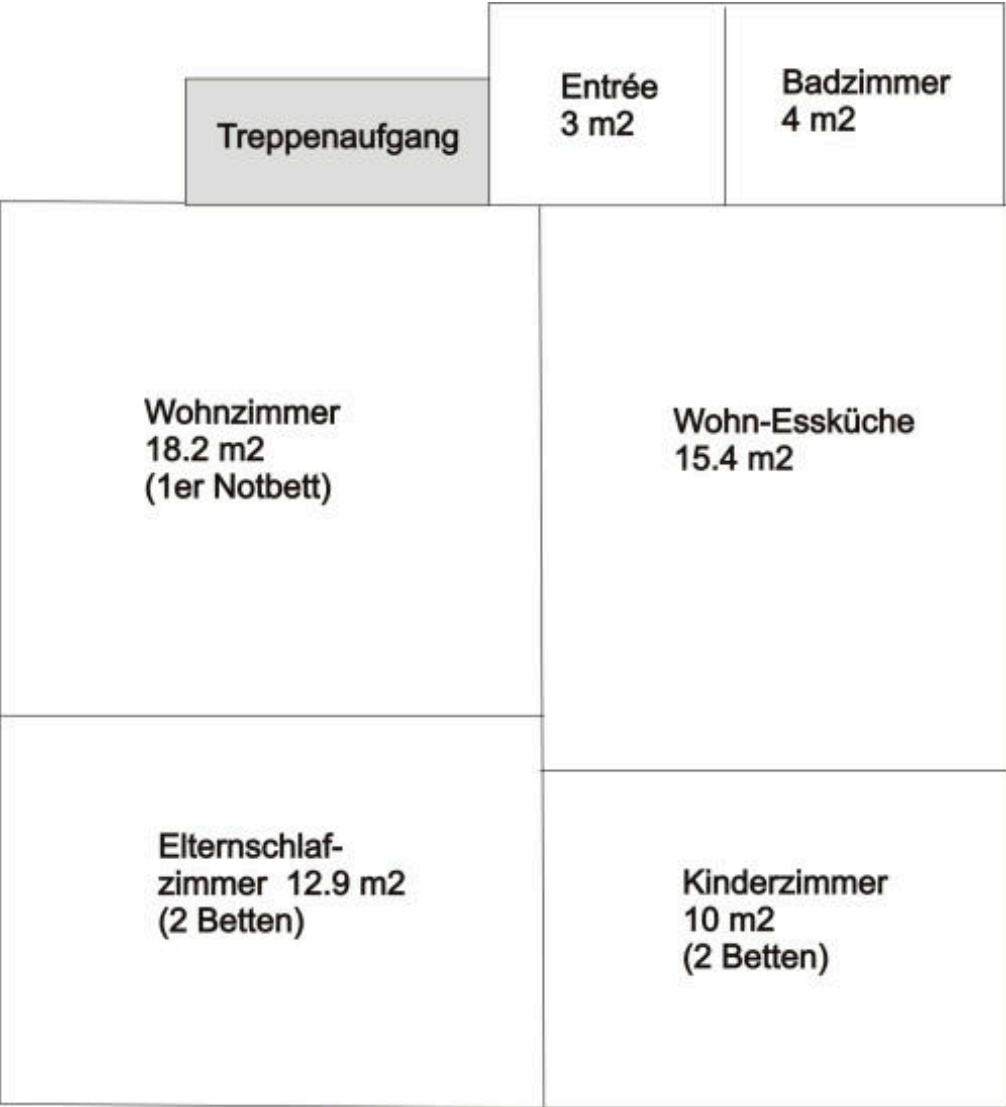 Entrée
3 m2
Badzimmer
4 m2
Treppenaufgang
Wohnzimmer
18.2 m2
(1er Notbett)
Wohn-Essküche
15.4 m2
Elternschlaf-
zimmer  12.9 m2
(2 Betten)
Kinderzimmer
10 m2
(2 Betten)